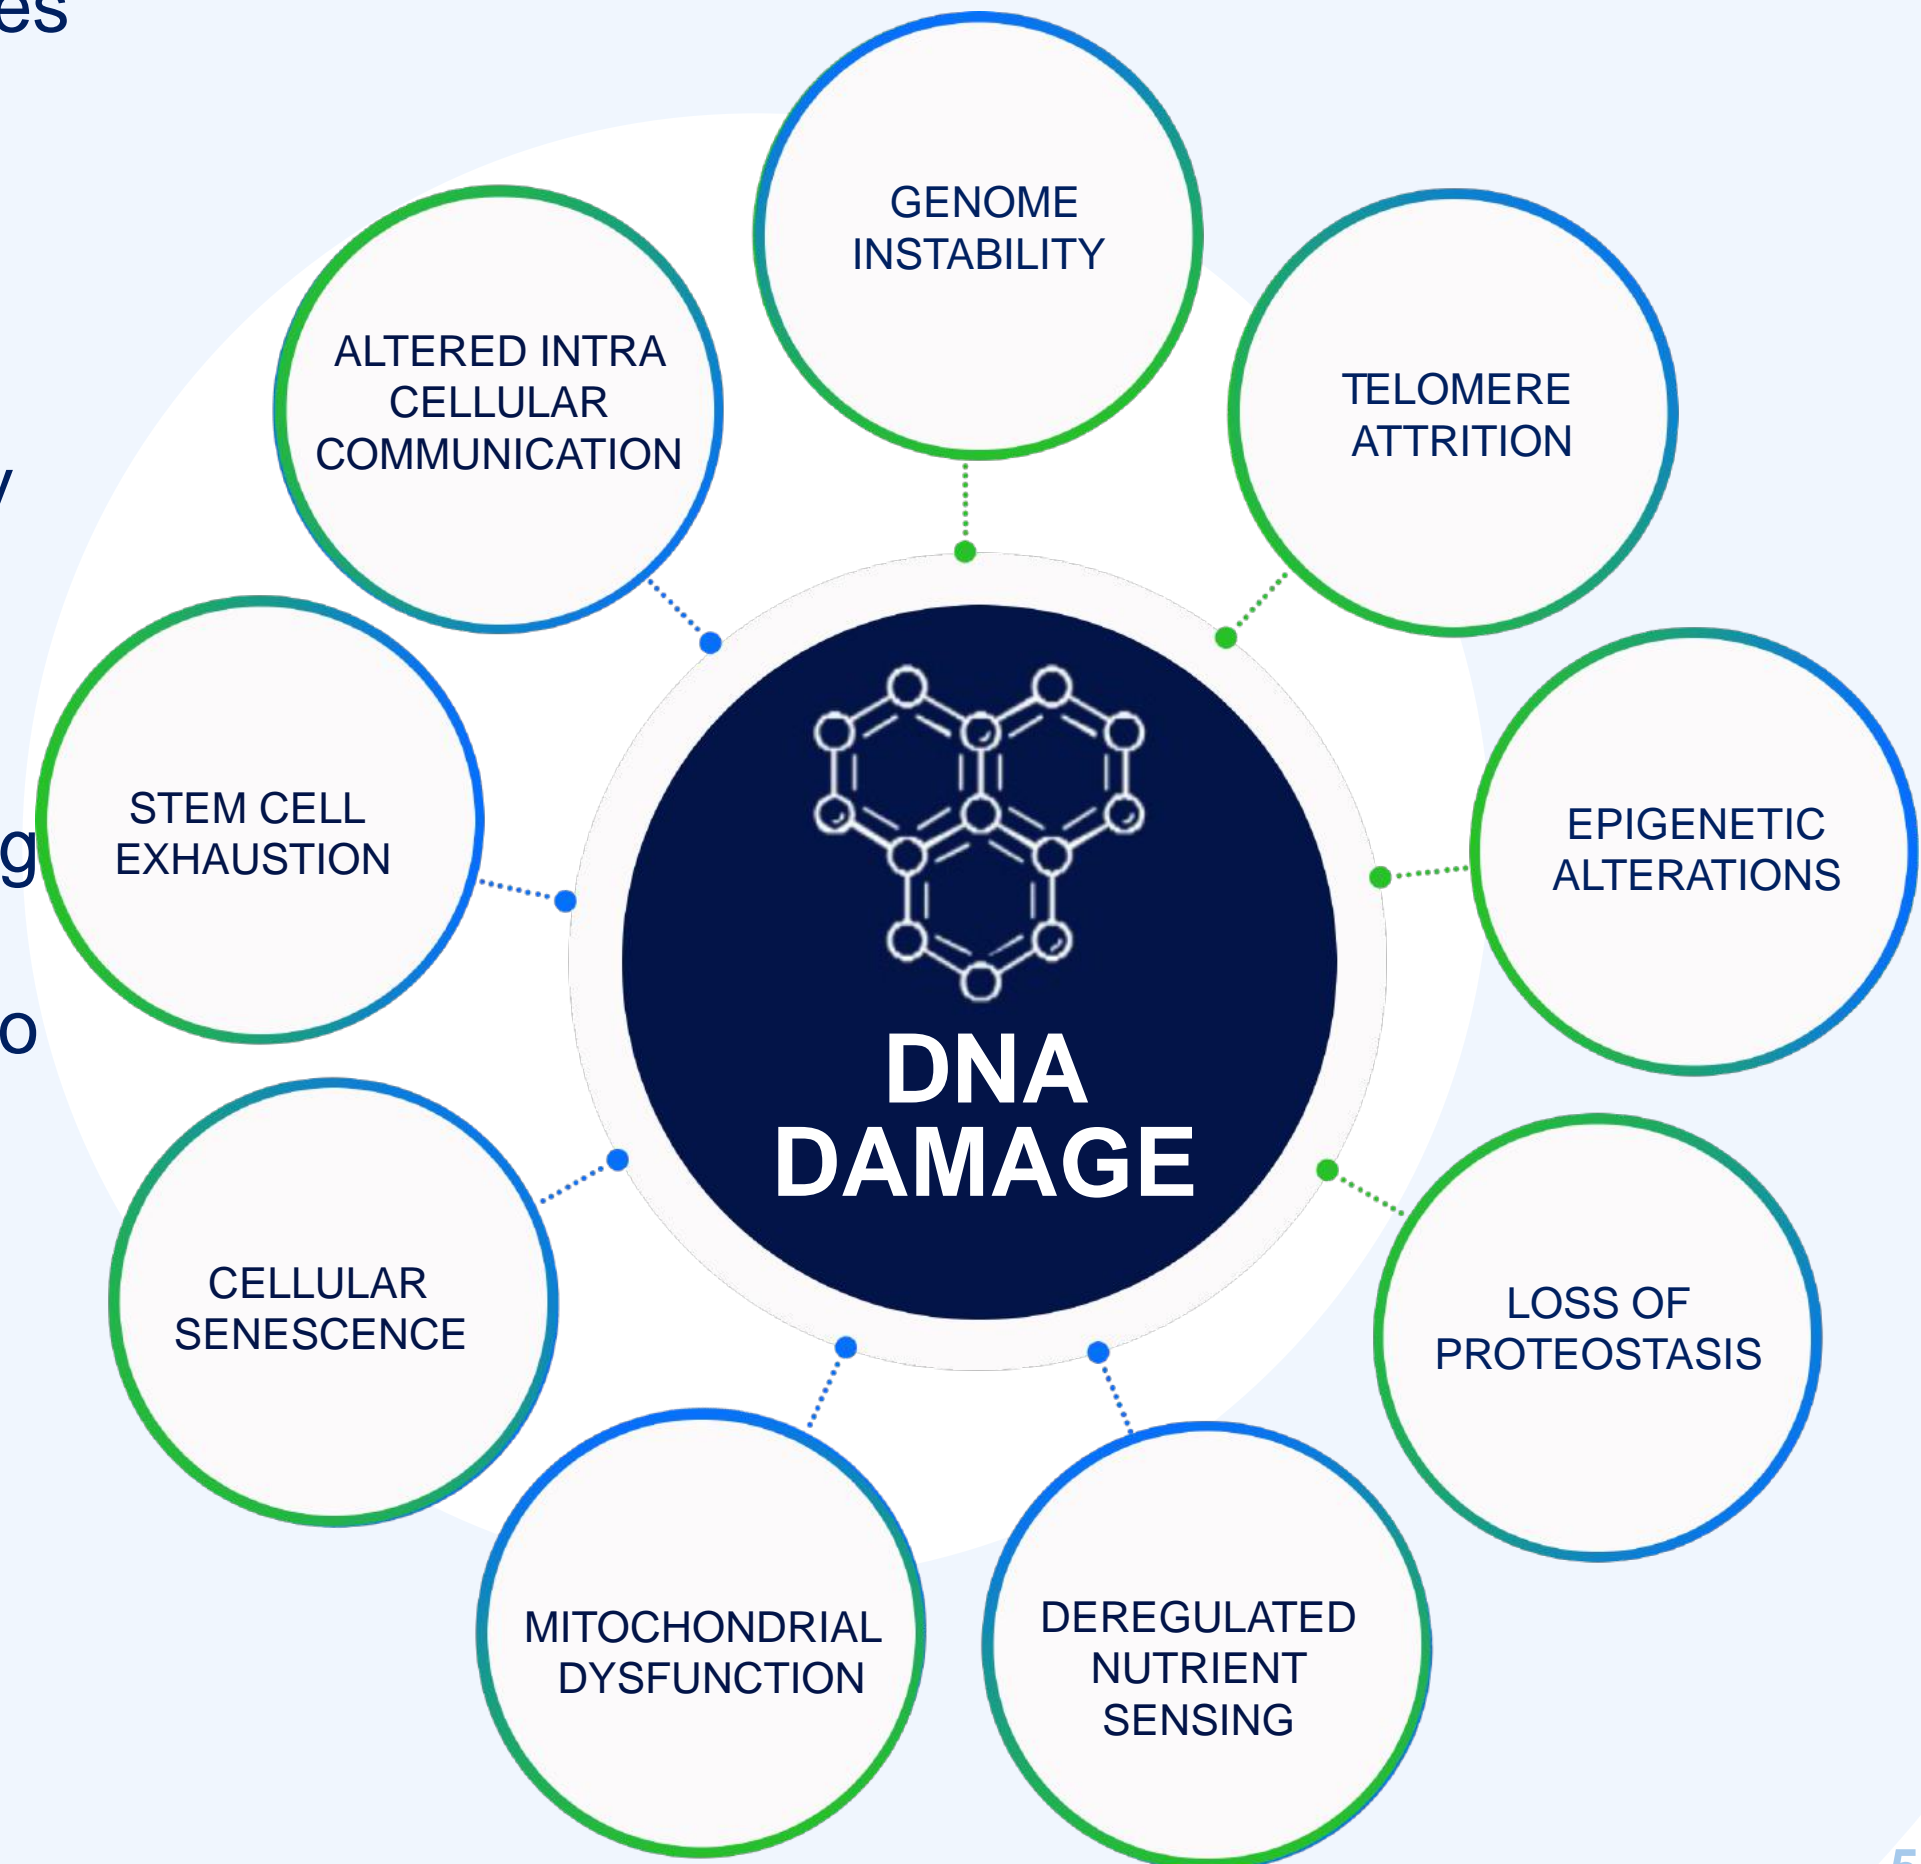 es
y
g
o
GENOME
INSTABILITY
TELOMERE
ATTRITION
EPIGENETIC
ALTERATIONS
LOSS OF
PROTEOSTASIS
DEREGULATED
NUTRIENT
SENSING
MITOCHONDRIAL
DYSFUNCTION
CELLULAR
SENESCENCE
STEM CELL
EXHAUSTION
ALTERED INTRA
CELLULAR
COMMUNICATION
DNA
DAMAGE